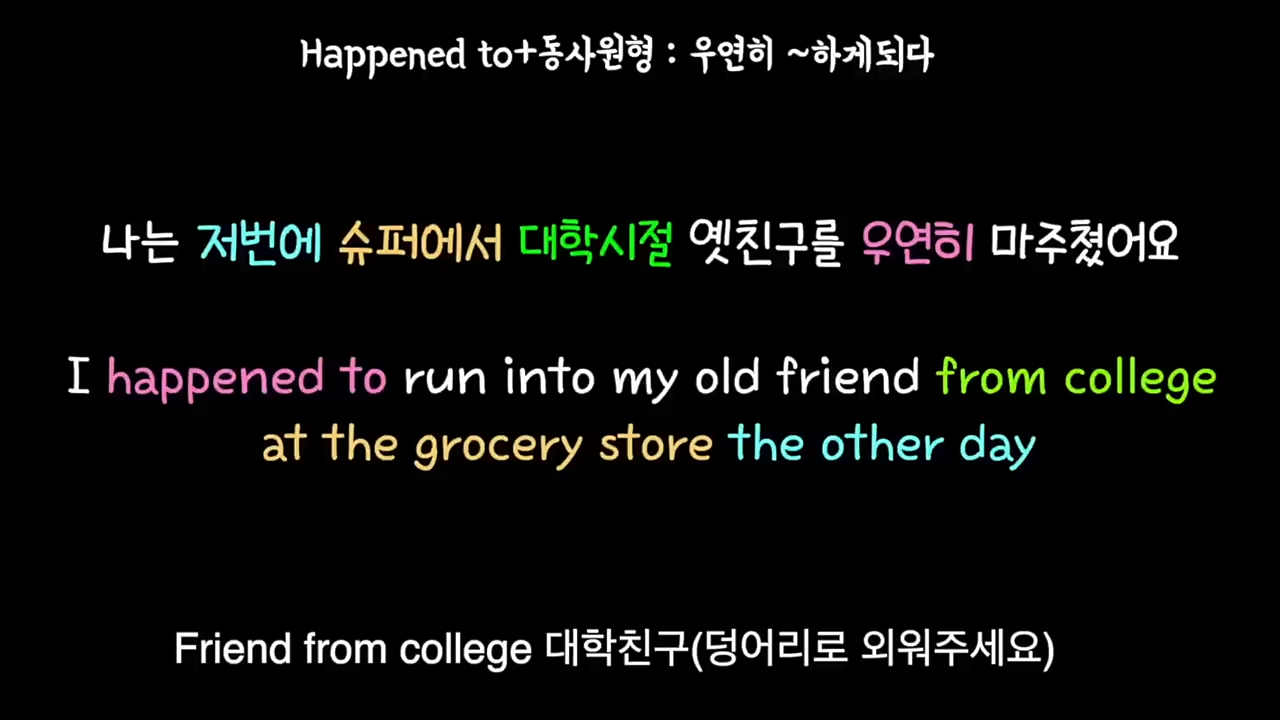 Happened to+동사원형 : 우연히 ~하게되다
나는 저번에 슈퍼에서 대학시절 옛친구를 우연히 마주쳤어요
I happened to run into my old friend from college
at the grocery store the other day
Friend from college 대학친구(덩어리로 외워주세요)